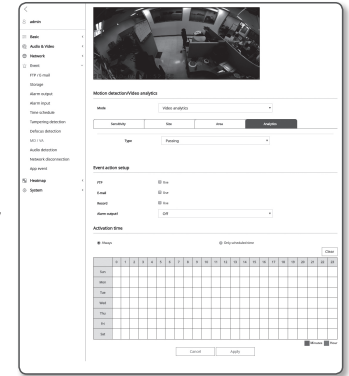 admin
Basic
Audio & Video
Network
Event
FTP / E-mail
Storage
Alarm output
Alarm input
Time schedule
Tampering detection
Defocus detection
MD / VA
Audio detection
Network disconnection
App event
Heatmap
System
Motion detection/Video analytics
Mode Video analytics
Sensitivity Size Area Analytics
Type Passing
Event action setup
FTP Use
E-mail Use
Record Use
Alarm output1 Off
Activation time
Always Only scheduled time
Clear
0 1 2 3 4 5 6 7 8 9 10 11 12 13 14 15 16 17 18 19 20 21 22 23
Sun
Mon
Tue
Wed
Thu
Fri
Sat
Minutes Hour
Cancel Apply